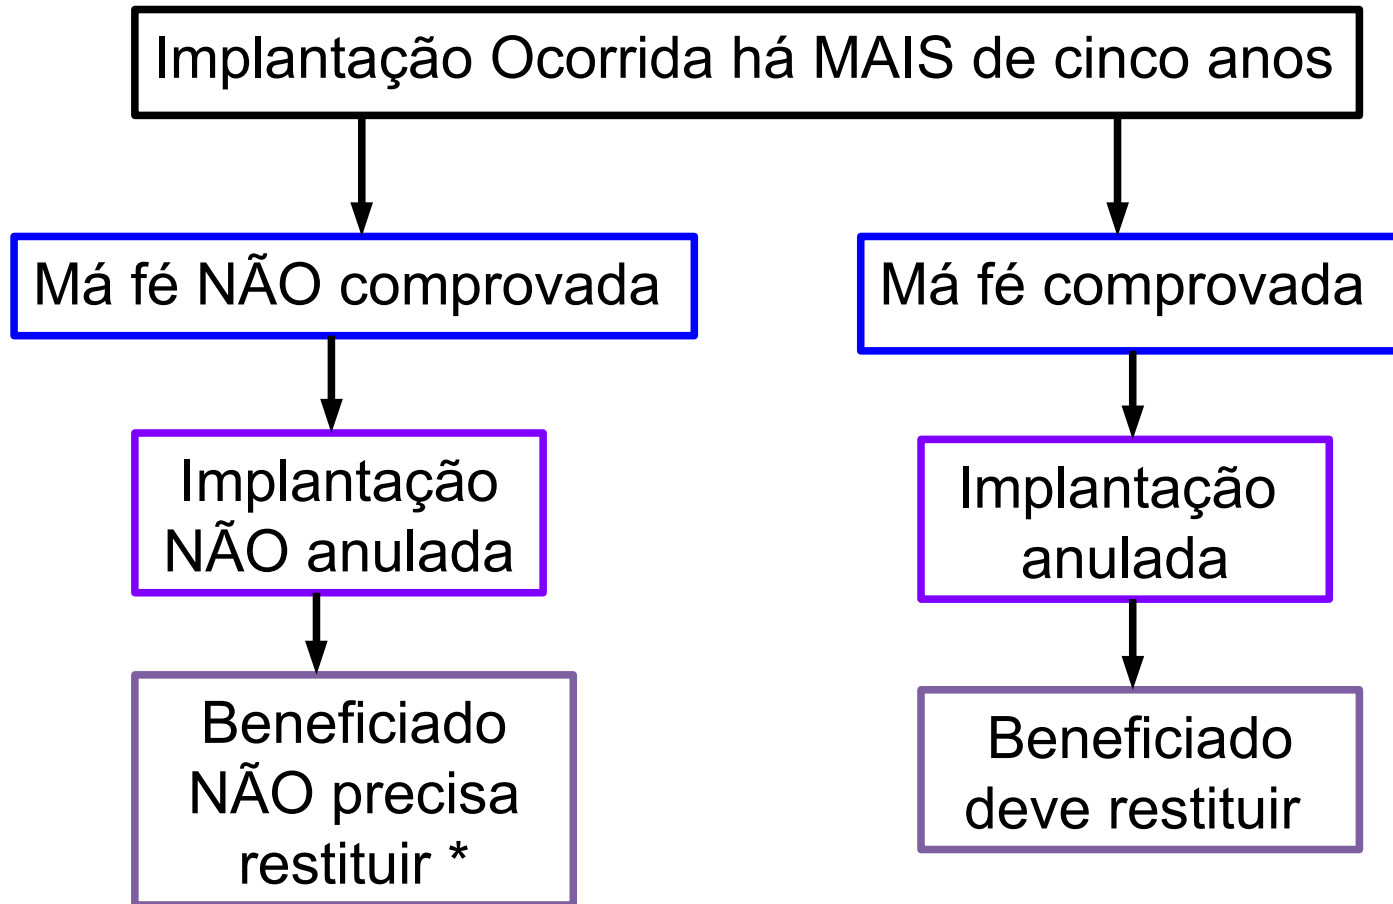 Implantação Ocorrida há MAIS de cinco anos
Má fé NÃO comprovada
Má fé comprovada
Implantação
NÃO anulada
Implantação
anulada
Beneficiado
NÃO precisa
restituir *
Beneficiado
deve restituir